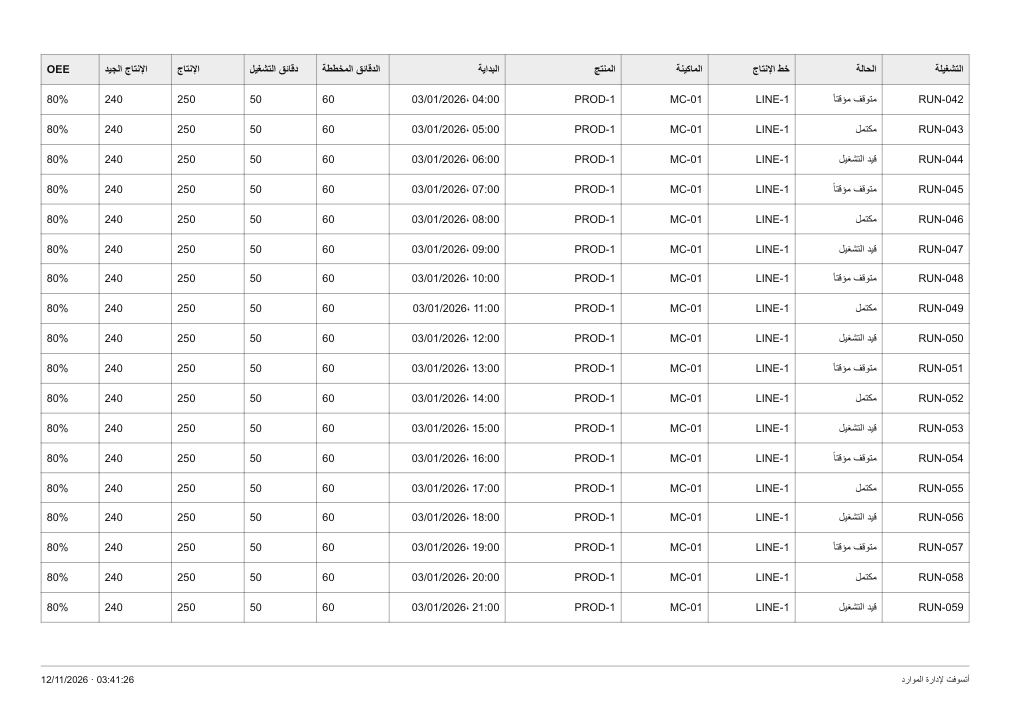 التشغيلة الحالة خط الإنتاج الماكينة المنتج البداية الدقائق المخططة دقائق التشغيل الإنتاج الإنتاج الجيد OEE
RUN-042 متوقف مؤقتاً LINE-1 MC-01 PROD-1 03/01/2026، 04:00 60 50 250 240 80%
RUN-043 مكتمل LINE-1 MC-01 PROD-1 03/01/2026، 05:00 60 50 250 240 80%
RUN-044 قيد التشغيل LINE-1 MC-01 PROD-1 03/01/2026، 06:00 60 50 250 240 80%
RUN-045 متوقف مؤقتاً LINE-1 MC-01 PROD-1 03/01/2026، 07:00 60 50 250 240 80%
RUN-046 مكتمل LINE-1 MC-01 PROD-1 03/01/2026، 08:00 60 50 250 240 80%
RUN-047 قيد التشغيل LINE-1 MC-01 PROD-1 03/01/2026، 09:00 60 50 250 240 80%
RUN-048 متوقف مؤقتاً LINE-1 MC-01 PROD-1 03/01/2026، 10:00 60 50 250 240 80%
RUN-049 مكتمل LINE-1 MC-01 PROD-1 03/01/2026، 11:00 60 50 250 240 80%
RUN-050 قيد التشغيل LINE-1 MC-01 PROD-1 03/01/2026، 12:00 60 50 250 240 80%
RUN-051 متوقف مؤقتاً LINE-1 MC-01 PROD-1 03/01/2026، 13:00 60 50 250 240 80%
RUN-052 مكتمل LINE-1 MC-01 PROD-1 03/01/2026، 14:00 60 50 250 240 80%
RUN-053 قيد التشغيل LINE-1 MC-01 PROD-1 03/01/2026، 15:00 60 50 250 240 80%
RUN-054 متوقف مؤقتاً LINE-1 MC-01 PROD-1 03/01/2026، 16:00 60 50 250 240 80%
RUN-055 مكتمل LINE-1 MC-01 PROD-1 03/01/2026، 17:00 60 50 250 240 80%
RUN-056 قيد التشغيل LINE-1 MC-01 PROD-1 03/01/2026، 18:00 60 50 250 240 80%
RUN-057 متوقف مؤقتاً LINE-1 MC-01 PROD-1 03/01/2026، 19:00 60 50 250 240 80%
RUN-058 مكتمل LINE-1 MC-01 PROD-1 03/01/2026، 20:00 60 50 250 240 80%
RUN-059 قيد التشغيل LINE-1 MC-01 PROD-1 03/01/2026، 21:00 60 50 250 240 80%
أتسوفت لإدارة الموارد 12/11/2026 · 03:41:26